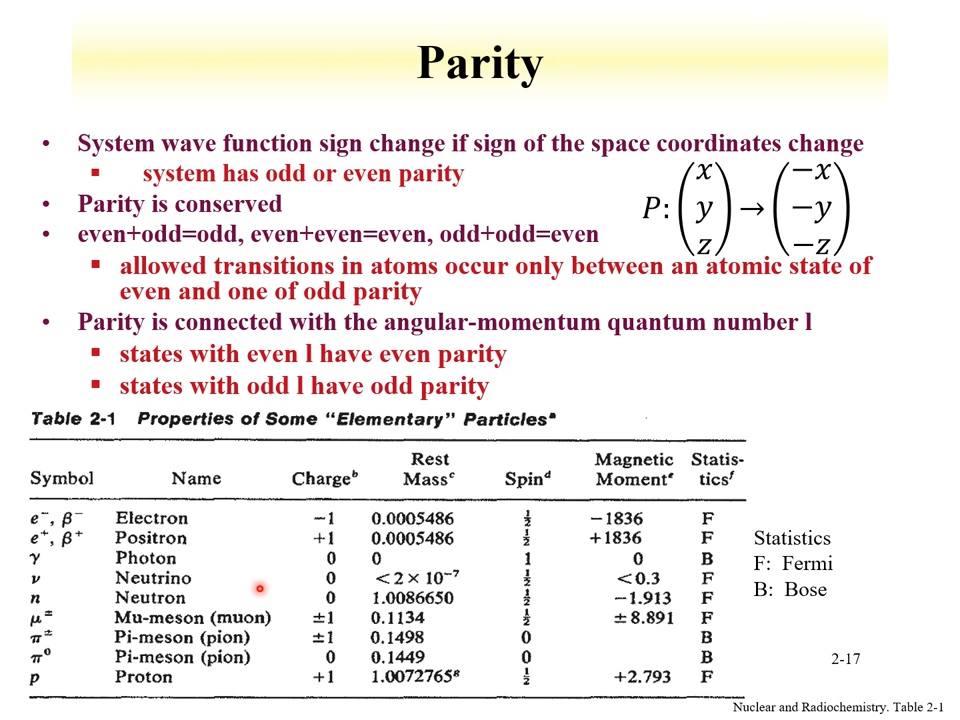 Parity
• System wave function sign change if sign of the space coordinates change
▪ system has odd or even parity
• Parity is conserved
P: (x y z) → (−x −y −z)
• even+odd=odd, even+even=even, odd+odd=even
▪ allowed transitions in atoms occur only between an atomic state of
even and one of odd parity
• Parity is connected with the angular-momentum quantum number l
▪ states with even l have even parity
▪ states with odd l have odd parity
Table 2-1 Properties of Some “Elementary” Particlesᵃ
Rest Magnetic Statis-
Symbol Name Chargeᵇ Massᶜ Spinᵈ Momentᵉ ticsᶠ
e⁻, β⁻ Electron −1 0.0005486 ½ −1836 F
e⁺, β⁺ Positron +1 0.0005486 ½ +1836 F
γ Photon 0 0 1 0 B
ν Neutrino 0 <2 × 10⁻⁷ ½ <0.3 F
n Neutron 0 1.0086650 ½ −1.913 F
μ± Mu-meson (muon) ±1 0.1134 ½ ±8.891 F
π± Pi-meson (pion) ±1 0.1498 0 B
π⁰ Pi-meson (pion) 0 0.1449 0 B
p Proton +1 1.0072765ᵍ ½ +2.793 F
Statistics
F: Fermi
B: Bose
2-17
Nuclear and Radiochemistry. Table 2-1